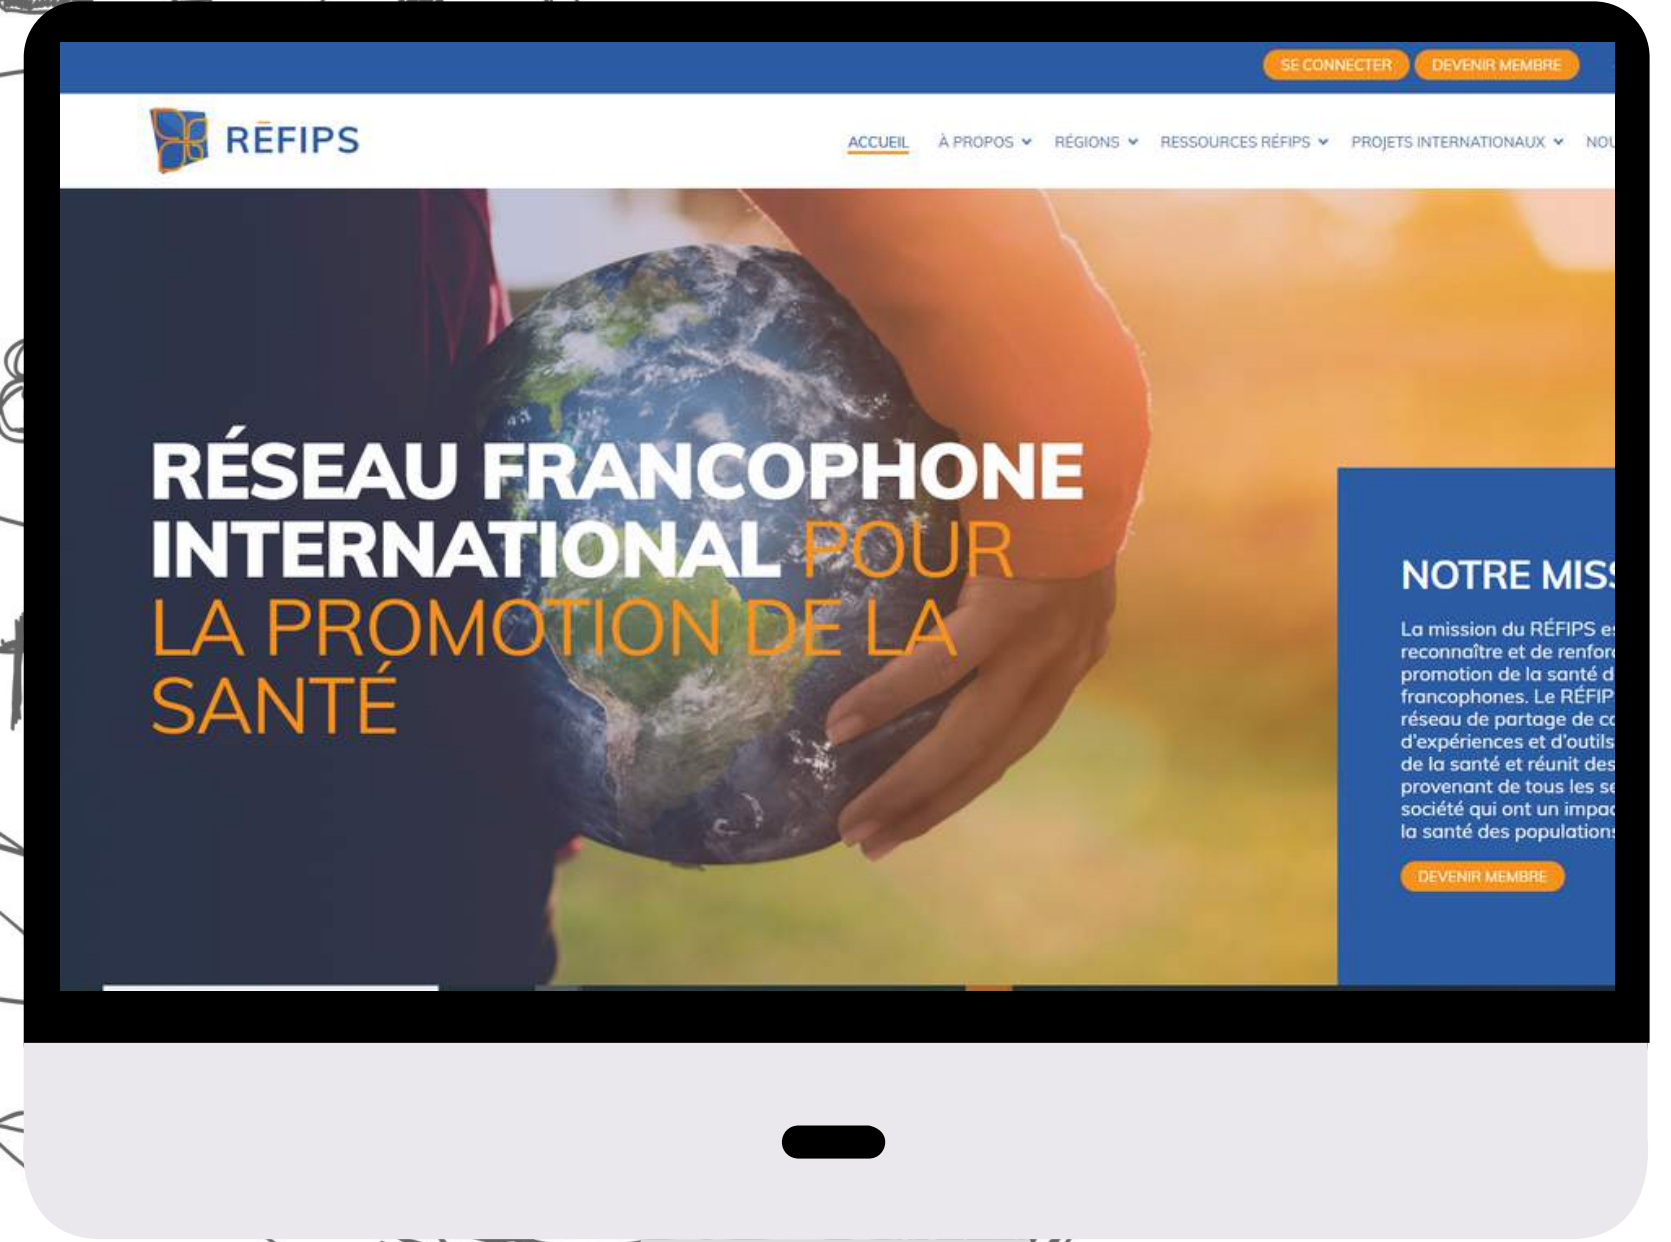 SE CONNECTER
DEVENIR MEMBRE
RÉFIPS
ACCUEIL
À PROPOS
RÉGIONS
RESSOURCES RÉFIPS
PROJETS INTERNATIONAUX
RÉSEAU FRANCOPHONE
INTERNATIONAL POUR
LA PROMOTION DE LA
SANTÉ
NOTRE
La mission du RÉFIPS
reconnaître et de
promotion de la santé
francophones. Le
réseau de partage de
d'expériences et d'outils
de la santé et réunit des
provenant de tous les
société qui ont un
la santé des
DEVENIR MEMBRE